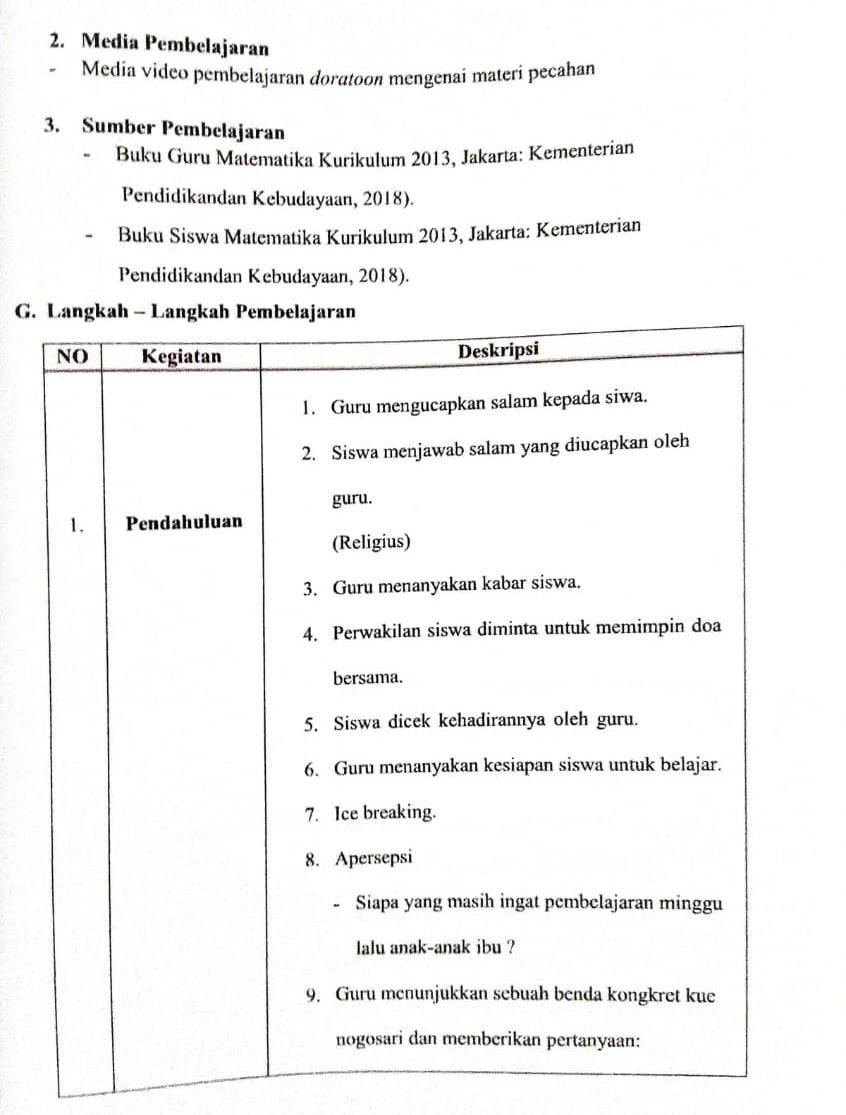 2. Media Pembelajaran
- Media video pembelajaran doratoon mengenai materi pecahan
3. Sumber Pembelajaran
- Buku Guru Matematika Kurikulum 2013, Jakarta: Kementerian
Pendidikandan Kebudayaan, 2018).
- Buku Siswa Matematika Kurikulum 2013, Jakarta: Kementerian
Pendidikandan Kebudayaan, 2018).
G. Langkah – Langkah Pembelajaran
NO Kegiatan Deskripsi
1. Pendahuluan
1. Guru mengucapkan salam kepada siwa.
2. Siswa menjawab salam yang diucapkan oleh
guru.
(Religius)
3. Guru menanyakan kabar siswa.
4. Perwakilan siswa diminta untuk memimpin doa
bersama.
5. Siswa dicek kehadirannya oleh guru.
6. Guru menanyakan kesiapan siswa untuk belajar.
7. Ice breaking.
8. Apersepsi
- Siapa yang masih ingat pembelajaran minggu
lalu anak-anak ibu ?
9. Guru menunjukkan sebuah benda kongkret kue
nogosari dan memberikan pertanyaan: